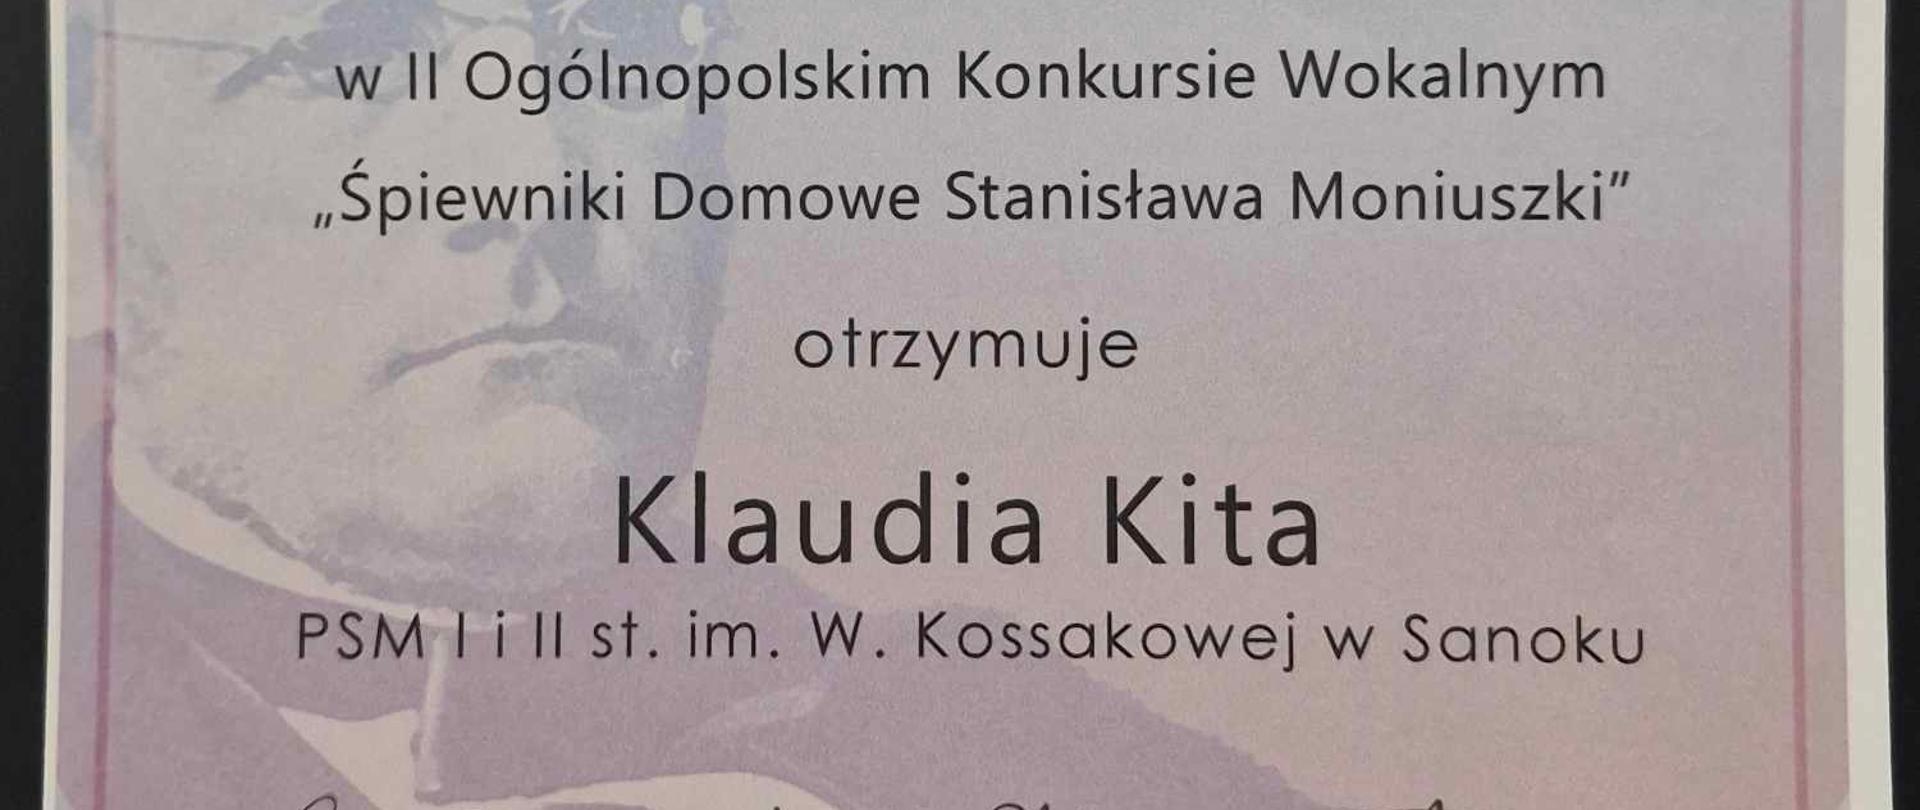 w II Ogólnopolskim Konkursie Wokalnym
„Śpiewniki Domowe Stanisława Moniuszki”
otrzymuje
Klaudia Kita
PSM I i II st. im. W. Kossakowej w Sanoku